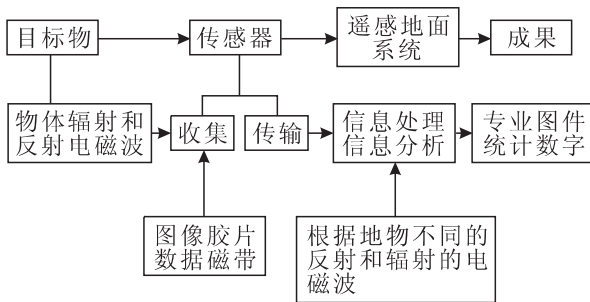 目标物
传感器
遥感地面
系统
成果
物体辐射和
反射电磁波
收集
传输
信息处理
信息分析
专业图件
统计数字
图像胶片
数据磁带
根据地物不同的
反射和辐射的电
磁波